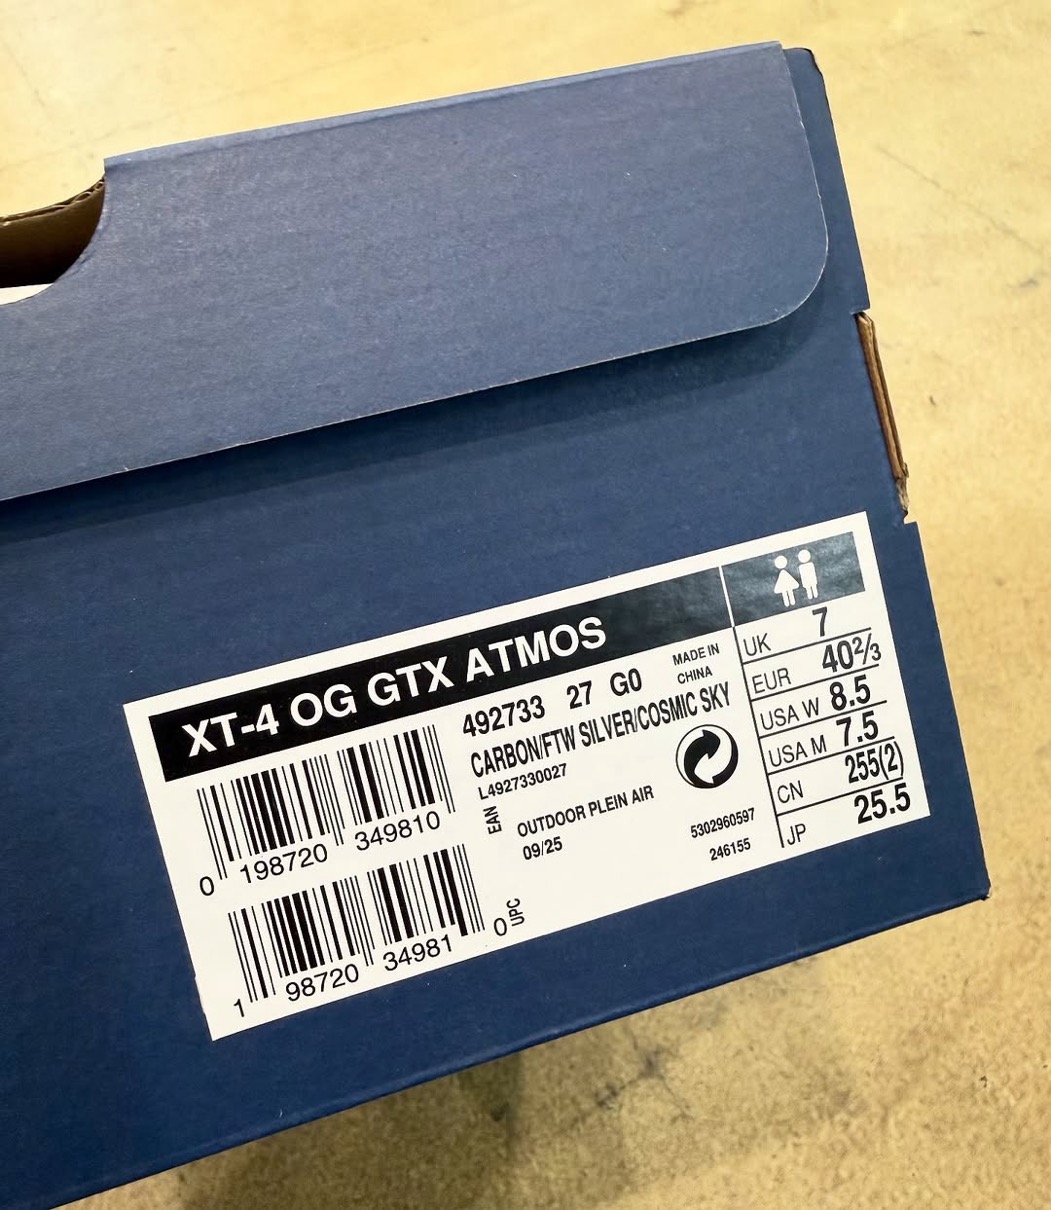 XT-4 OG GTX ATMOS
492733 27 G0
MADE IN
CHINA
CARBON/FTW SILVER/COSMIC SKY
L4927330027
EAN
OUTDOOR PLEIN AIR
09/25
5302960597
246155
0 198720 349810
1 98720 34981 0
UPC
UK 7
EUR 40⅔
USA W 8.5
USA M 7.5
CN 255(2)
JP 25.5